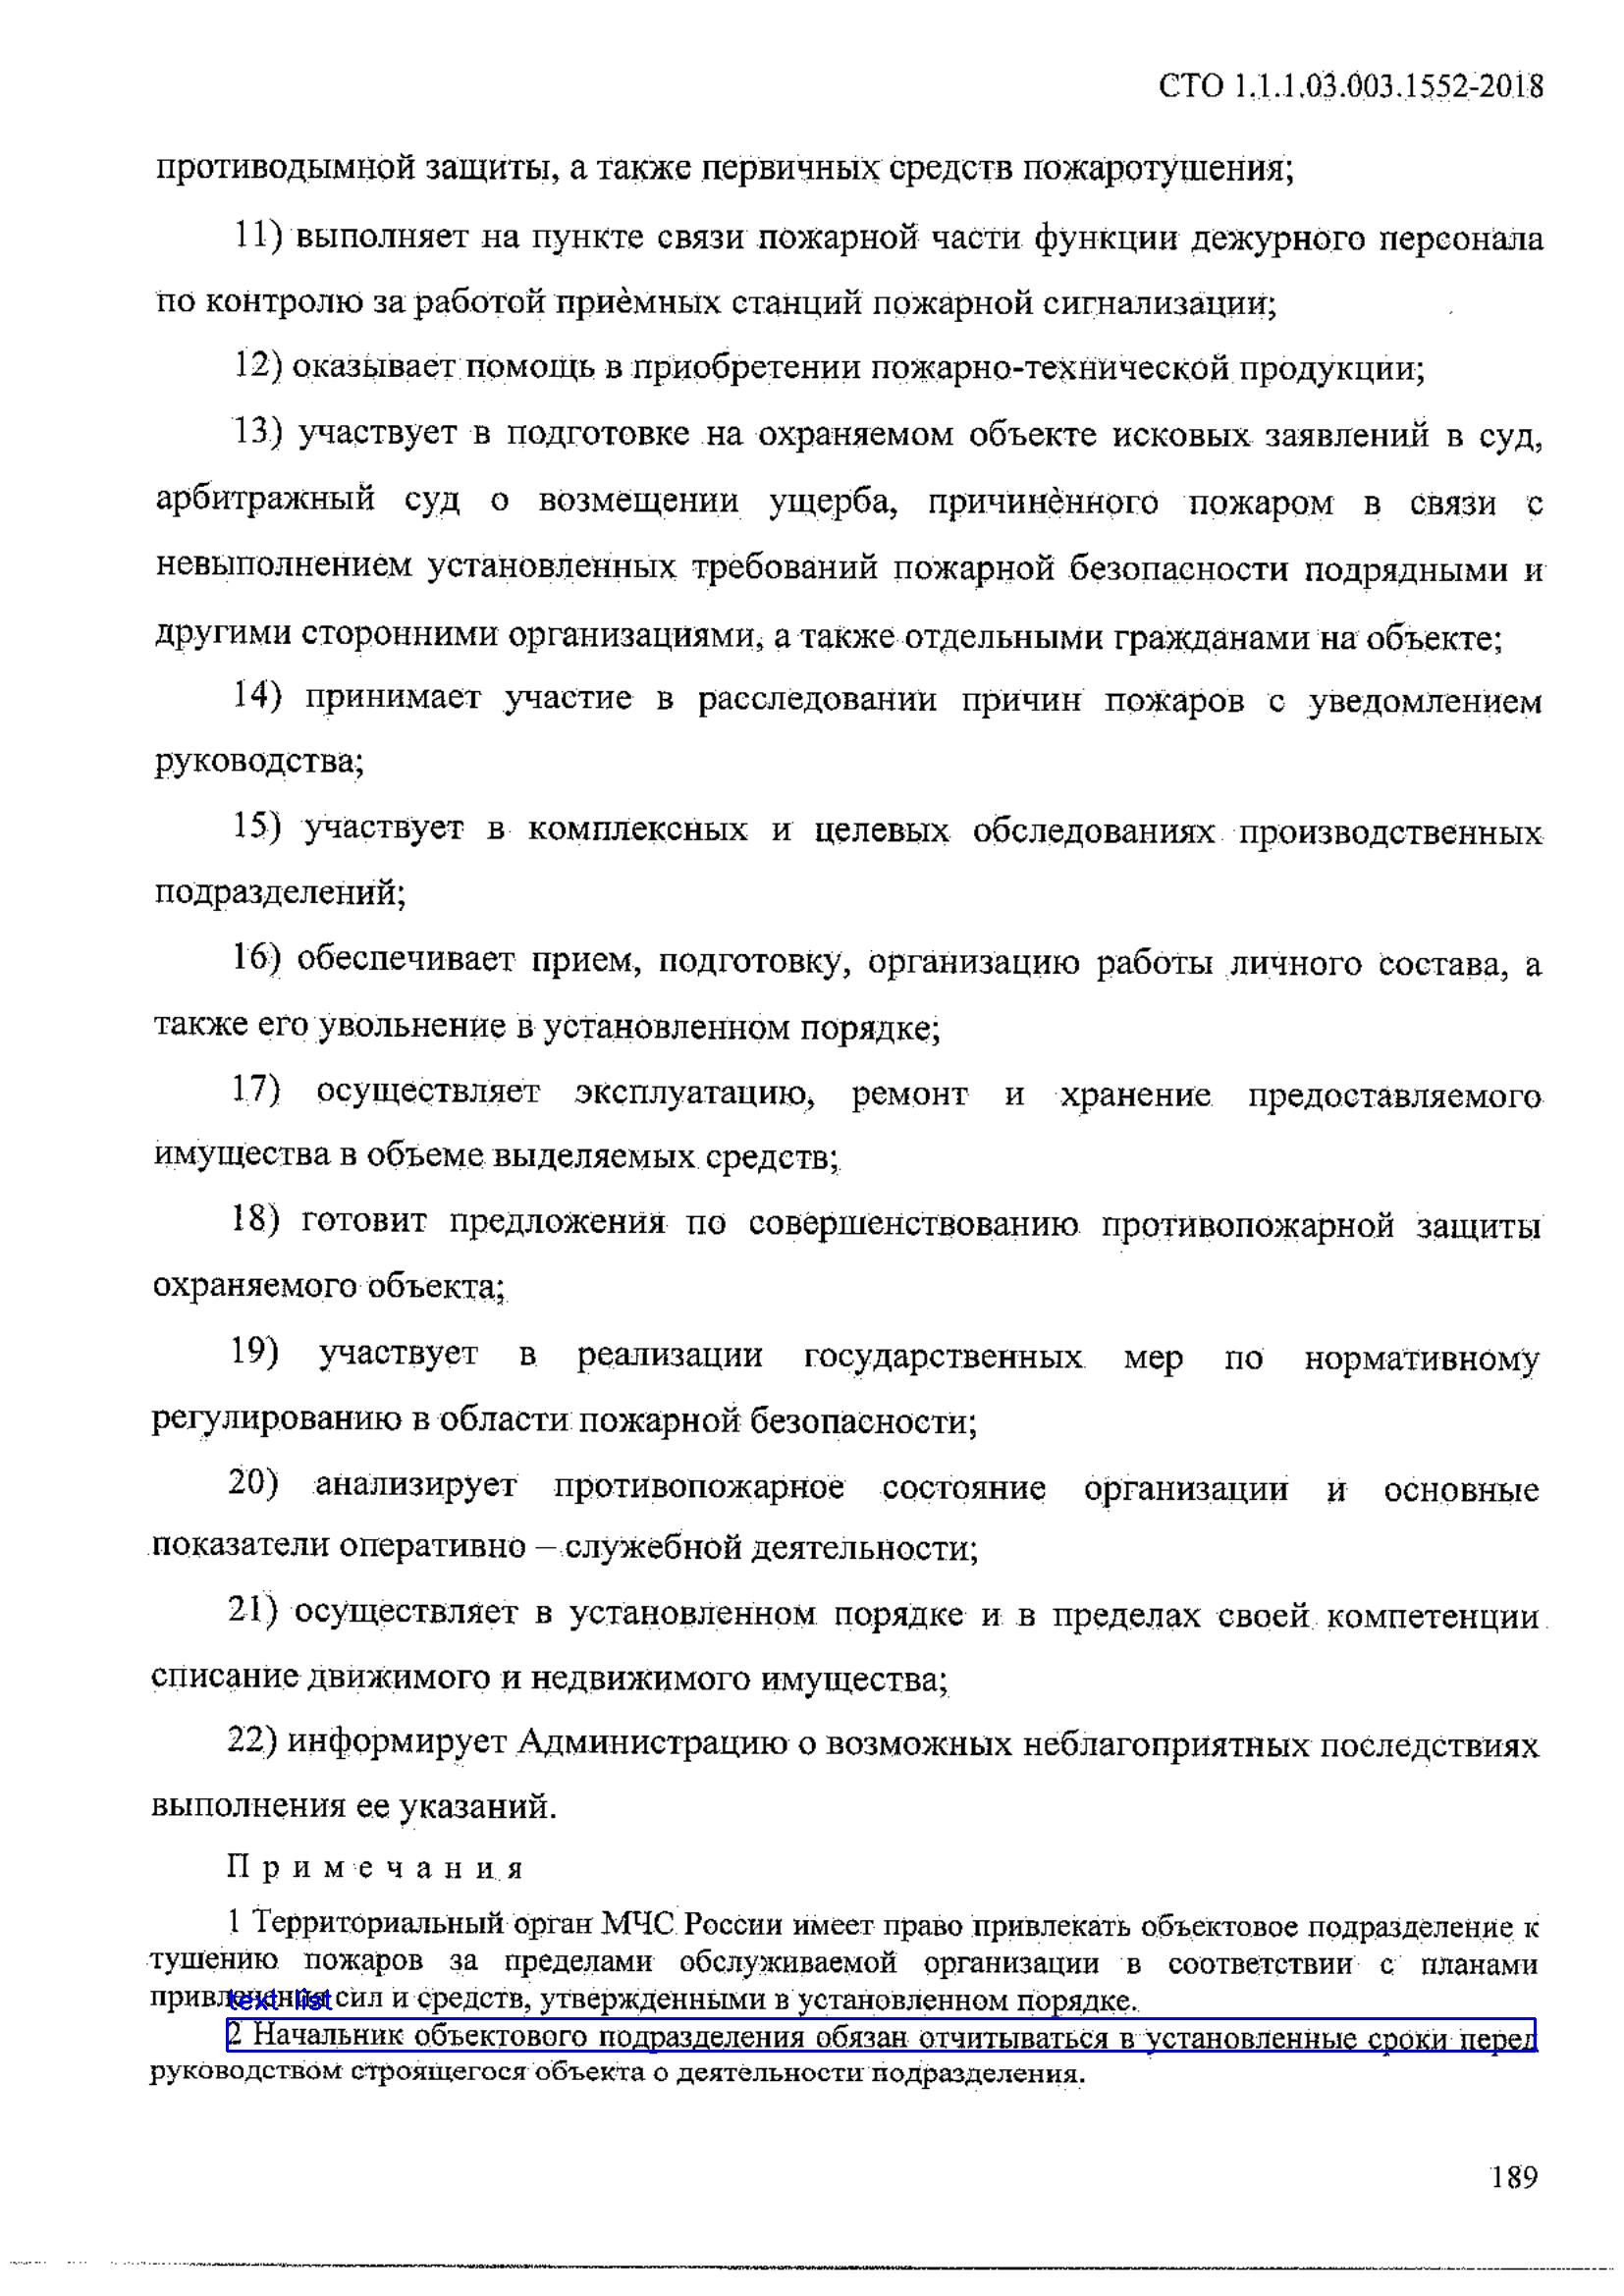 СТО 1.1.1.03.003.1552-2018
противодымной защиты, а также первичных средств пожаротушения;
11) выполняет на пункте связи пожарной части функции дежурного персонала
по контролю за работой приёмных станций пожарной сигнализации;
12) оказывает помощь в приобретении пожарно-технической продукции;
13) участвует в подготовке на охраняемом объекте исковых заявлений в суд,
арбитражный суд о возмещении ущерба, причинённого пожаром в связи с
невыполнением установленных требований пожарной безопасности подрядными и
другими сторонними организациями, а также отдельными гражданами на объекте;
14) принимает участие в расследовании причин пожаров с уведомлением
руководства;
15) участвует в комплексных и целевых обследованиях производственных
подразделений;
16) обеспечивает прием, подготовку, организацию работы личного состава, а
также его увольнение в установленном порядке;
17) осуществляет эксплуатацию, ремонт и хранение предоставляемого
имущества в объеме выделяемых средств;
18) готовит предложения по совершенствованию противопожарной защиты
охраняемого объекта;
19) участвует в реализации государственных мер по нормативному
регулированию в области пожарной безопасности;
20) анализирует противопожарное состояние организации и основные
показатели оперативно – служебной деятельности;
21) осуществляет в установленном порядке и в пределах своей компетенции
списание движимого и недвижимого имущества;
22) информирует Администрацию о возможных неблагоприятных последствиях
выполнения ее указаний.
П р и м е ч а н и я
1 Территориальный орган МЧС России имеет право привлекать объектовое подразделение к
тушению пожаров за пределами обслуживаемой организации в соответствии с планами
привлечения сил и средств, утвержденными в установленном порядке.
text list
2 Начальник объектового подразделения обязан отчитываться в установленные сроки перед
руководством строящегося объекта о деятельности подразделения.
189